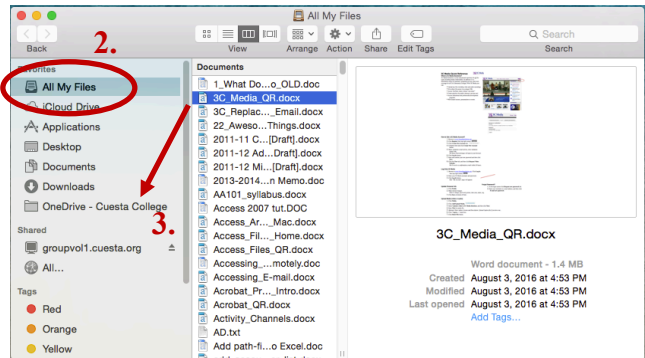 All My Files
Back View Arrange Action Share Edit Tags Search
Search
2.
Favorites
All My Files
iCloud Drive
Applications
Desktop
Documents
Downloads
OneDrive - Cuesta College
3.
Shared
groupvol1.cuesta.org
All...
Tags
Red
Orange
Yellow
Documents
1_What Do...o_OLD.doc
3C_Media_QR.docx
3C_Replac..._Email.docx
22_Aweso...Things.docx
2011-11 C...[Draft].docx
2011-12 Ad...Draft].docx
2011-12 Mi...[Draft].docx
2013-2014...n Memo.doc
AA101_syllabus.docx
Access 2007 tut.DOC
Access_Ar..._Mac.docx
Access_Fil..._Home.docx
Access_Files_QR.docx
Accessing_...motely.doc
Accessing_E-mail.docx
Acrobat_Pr..._Intro.docx
Acrobat_QR.docx
Activity_Channels.docx
AD.txt
Add path-fi...o Excel.doc
3C_Media_QR.docx
Word document - 1.4 MB
Created August 3, 2016 at 4:53 PM
Modified August 3, 2016 at 4:53 PM
Last opened August 3, 2016 at 4:53 PM
Add Tags...